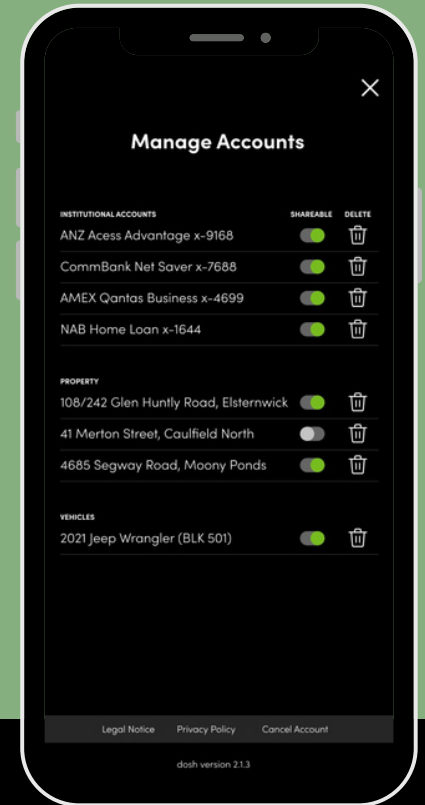 Manage Accounts
INSTITUTIONAL ACCOUNTS SHAREABLE DELETE
ANZ Acess Advantage x-9168
CommBank Net Saver x-7688
AMEX Qantas Business x-4699
NAB Home Loan x-1644
PROPERTY
108/242 Glen Huntly Road, Elsternwick
41 Merton Street, Caulfield North
4685 Segway Road, Moony Ponds
VEHICLES
2021 Jeep Wrangler (BLK 501)
Legal Notice Privacy Policy Cancel Account
dosh version 2.1.3